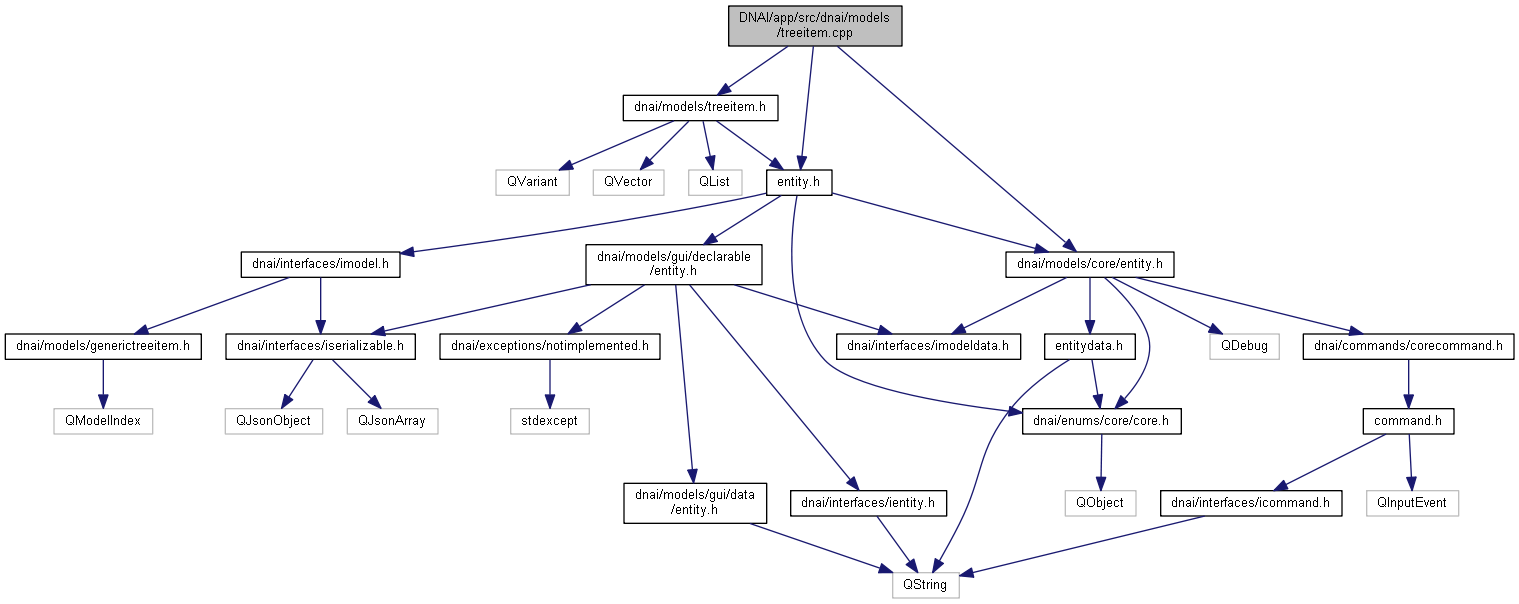 DNAI/app/src/dnai/models
/treeitem.cpp
dnai/models/treeitem.h
QVariant
QVector
QList
entity.h
dnai/interfaces/imodel.h
dnai/models/gui/declarable
/entity.h
dnai/models/core/entity.h
dnai/models/generictreeitem.h
dnai/interfaces/iserializable.h
dnai/exceptions/notimplemented.h
dnai/interfaces/imodeldata.h
entitydata.h
QDebug
dnai/commands/corecommand.h
QModelIndex
QJsonObject
QJsonArray
stdexcept
dnai/enums/core/core.h
command.h
dnai/models/gui/data
/entity.h
dnai/interfaces/ientity.h
QObject
dnai/interfaces/icommand.h
QInputEvent
QString